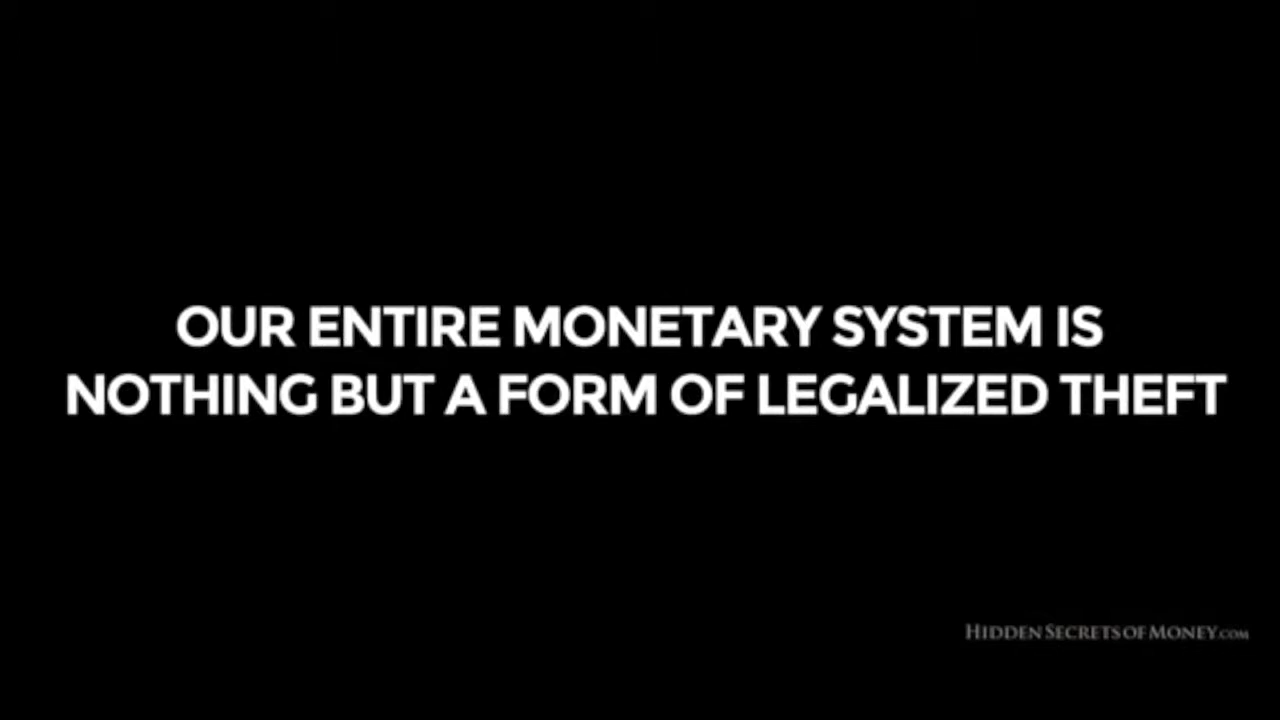 OUR ENTIRE MONETARY SYSTEM IS
NOTHING BUT A FORM OF LEGALIZED THEFT
HIDDEN SECRETS OF MONEY.COM